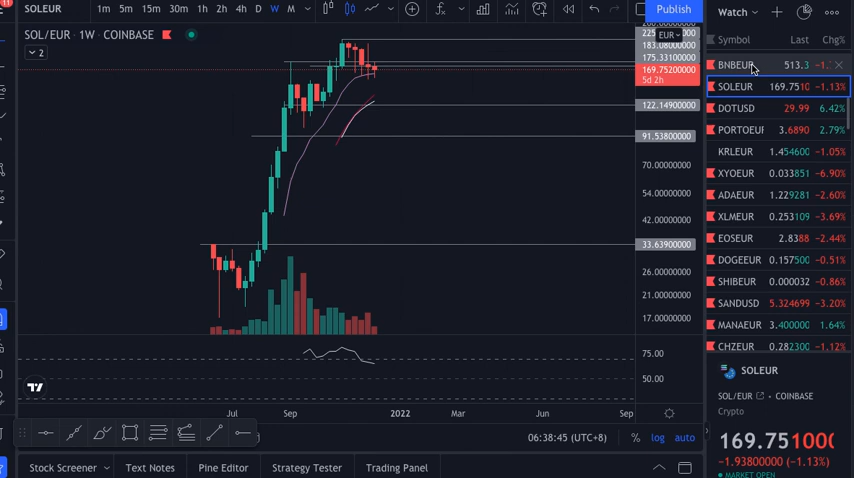 11
SOLEUR 1m 5m 15m 30m 1h 2h 4h D W M Publish
SOL/EUR · 1W · COINBASE
2
EUR
183.08000000
175.33100000
169.75200000
5d 2h
122.14900000
91.53800000
70.00000000
54.00000000
42.00000000
33.63900000
26.00000000
21.00000000
17.00000000
75.00
50.00
Jul Sep 2022 Mar Jun Sep
06:38:45 (UTC+8) % log auto
Stock Screener Text Notes Pine Editor Strategy Tester Trading Panel
Watch
Symbol Last Chg%
BNBEUR 513.3
SOLEUR 169.7510 −1.13%
DOTUSD 29.99 6.42%
PORTOEUR 3.6890 2.79%
KRLEUR 1.454600 −1.05%
XYOEUR 0.033851 −6.90%
ADAEUR 1.229281 −2.60%
XLMEUR 0.253109 −3.69%
EOSEUR 2.8388 −2.44%
DOGEEUR 0.157500 −0.51%
SHIBEUR 0.000032 −0.86%
SANDUSD 5.324699 −3.20%
MANAEUR 3.400000 1.64%
CHZEUR 0.282300 −1.12%
SOLEUR
SOL/EUR • COINBASE
Crypto
169.75100
−1.93800000 (−1.13%)
MARKET OPEN